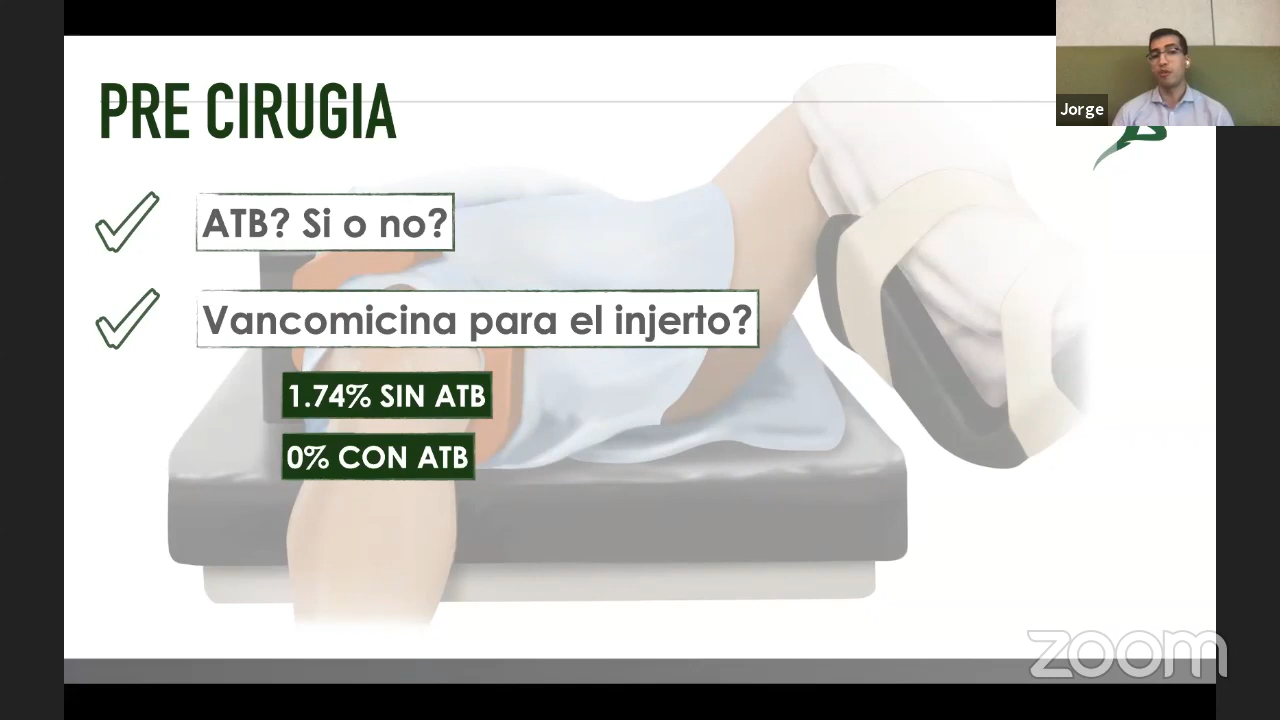 PRE CIRUGIA
Jorge
ATB? Si o no?
Vancomicina para el injerto?
1.74% SIN ATB
0% CON ATB
zoom